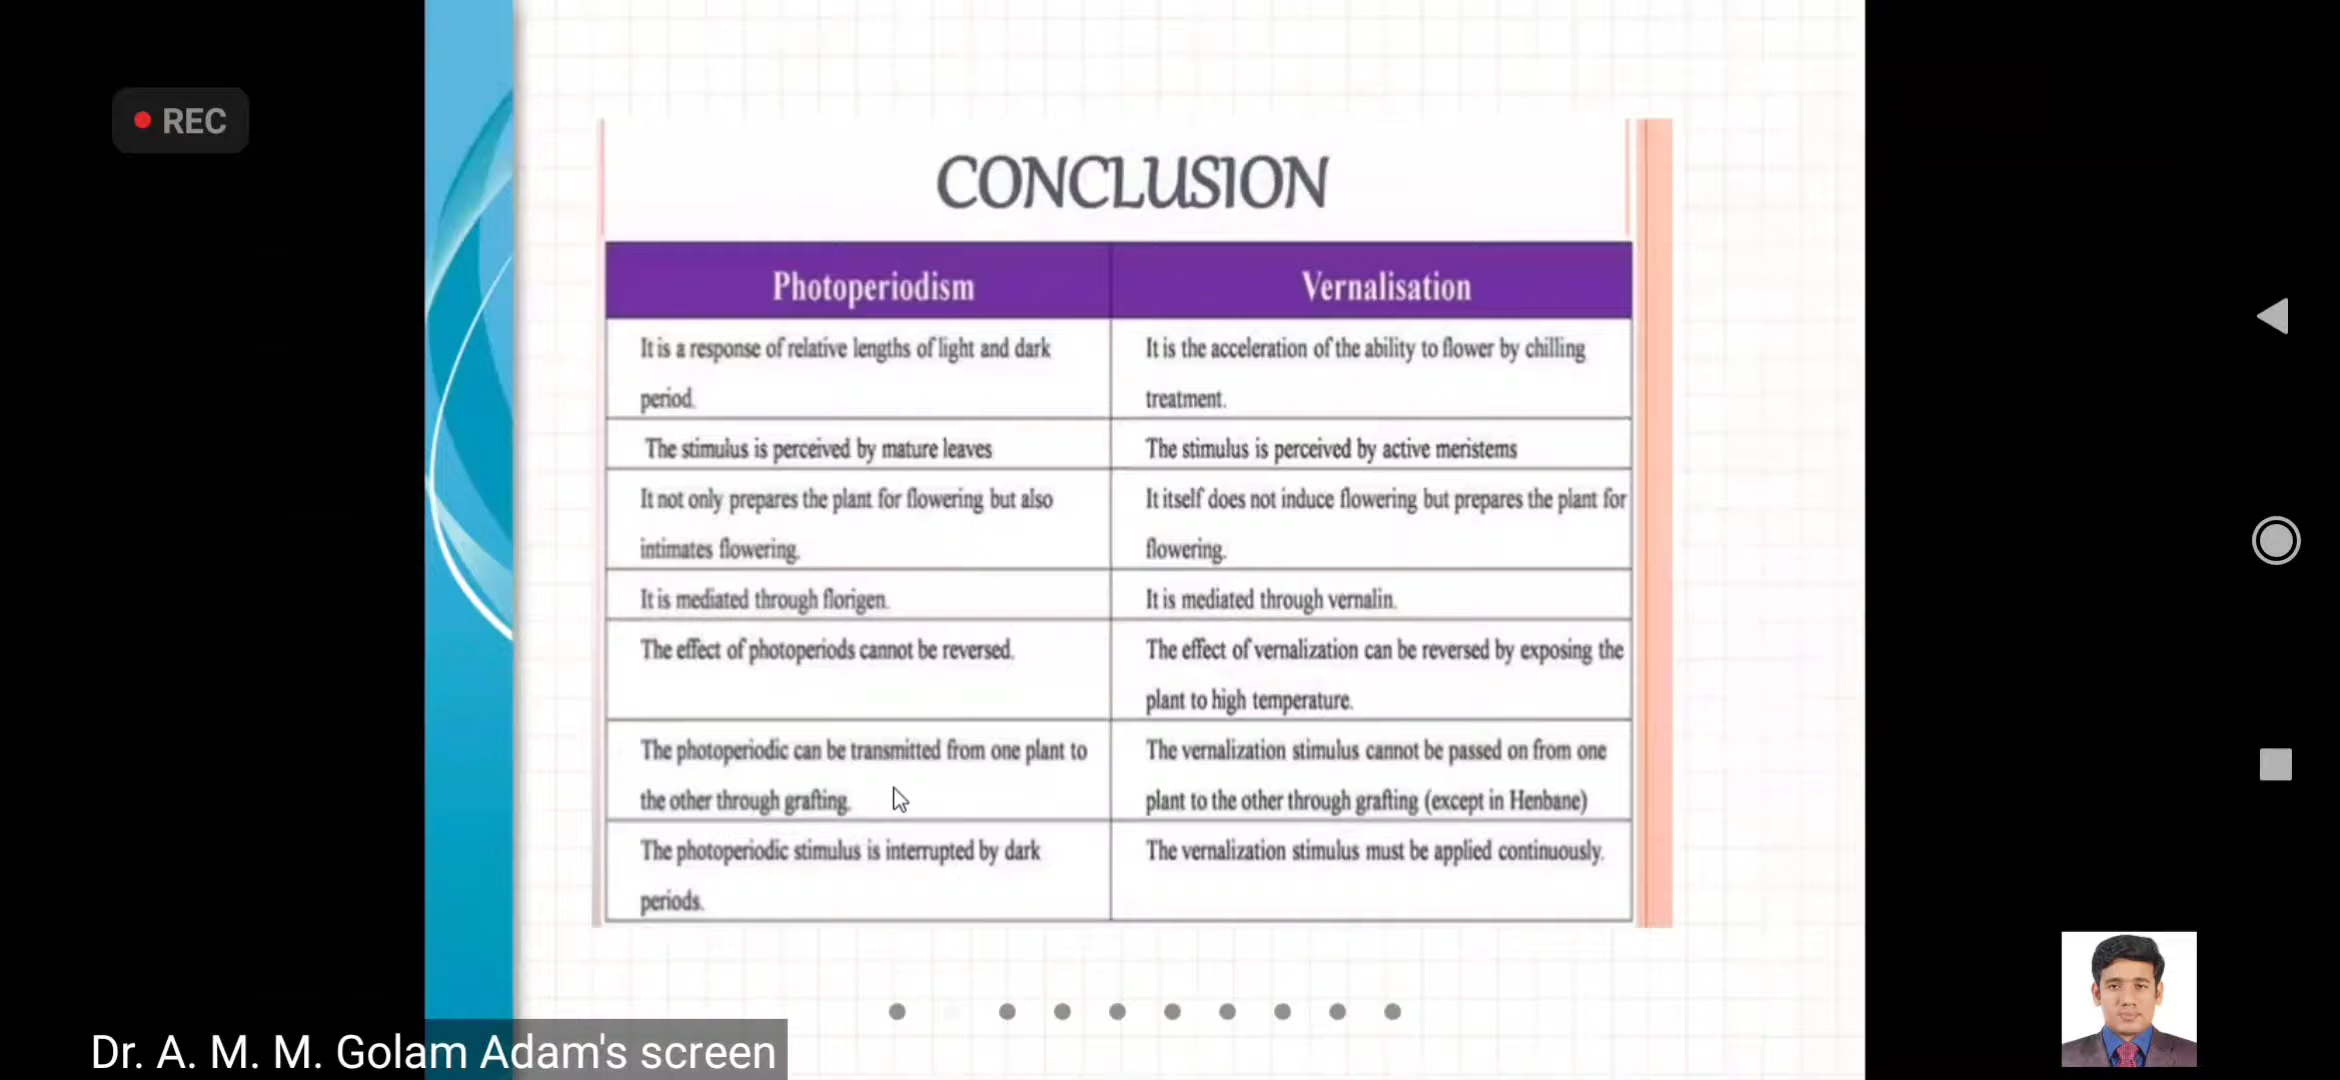 REC
CONCLUSION
Photoperiodism
Vernalisation
It is a response of relative lengths of light and dark
period.
It is the acceleration of the ability to flower by chilling
treatment.
The stimulus is perceived by mature leaves
The stimulus is perceived by active meristems
It not only prepares the plant for flowering but also
intimates flowering.
It itself does not induce flowering but prepares the plant for
flowering.
It is mediated through florigen.
It is mediated through vernalin.
The effect of photoperiods cannot be reversed.
The effect of vernalization can be reversed by exposing the
plant to high temperature.
The photoperiodic can be transmitted from one plant to
the other through grafting.
The vernalization stimulus cannot be passed on from one
plant to the other through grafting (except in Henbane)
The photoperiodic stimulus is interrupted by dark
periods.
The vernalization stimulus must be applied continuously.
Dr. A. M. M. Golam Adam's screen